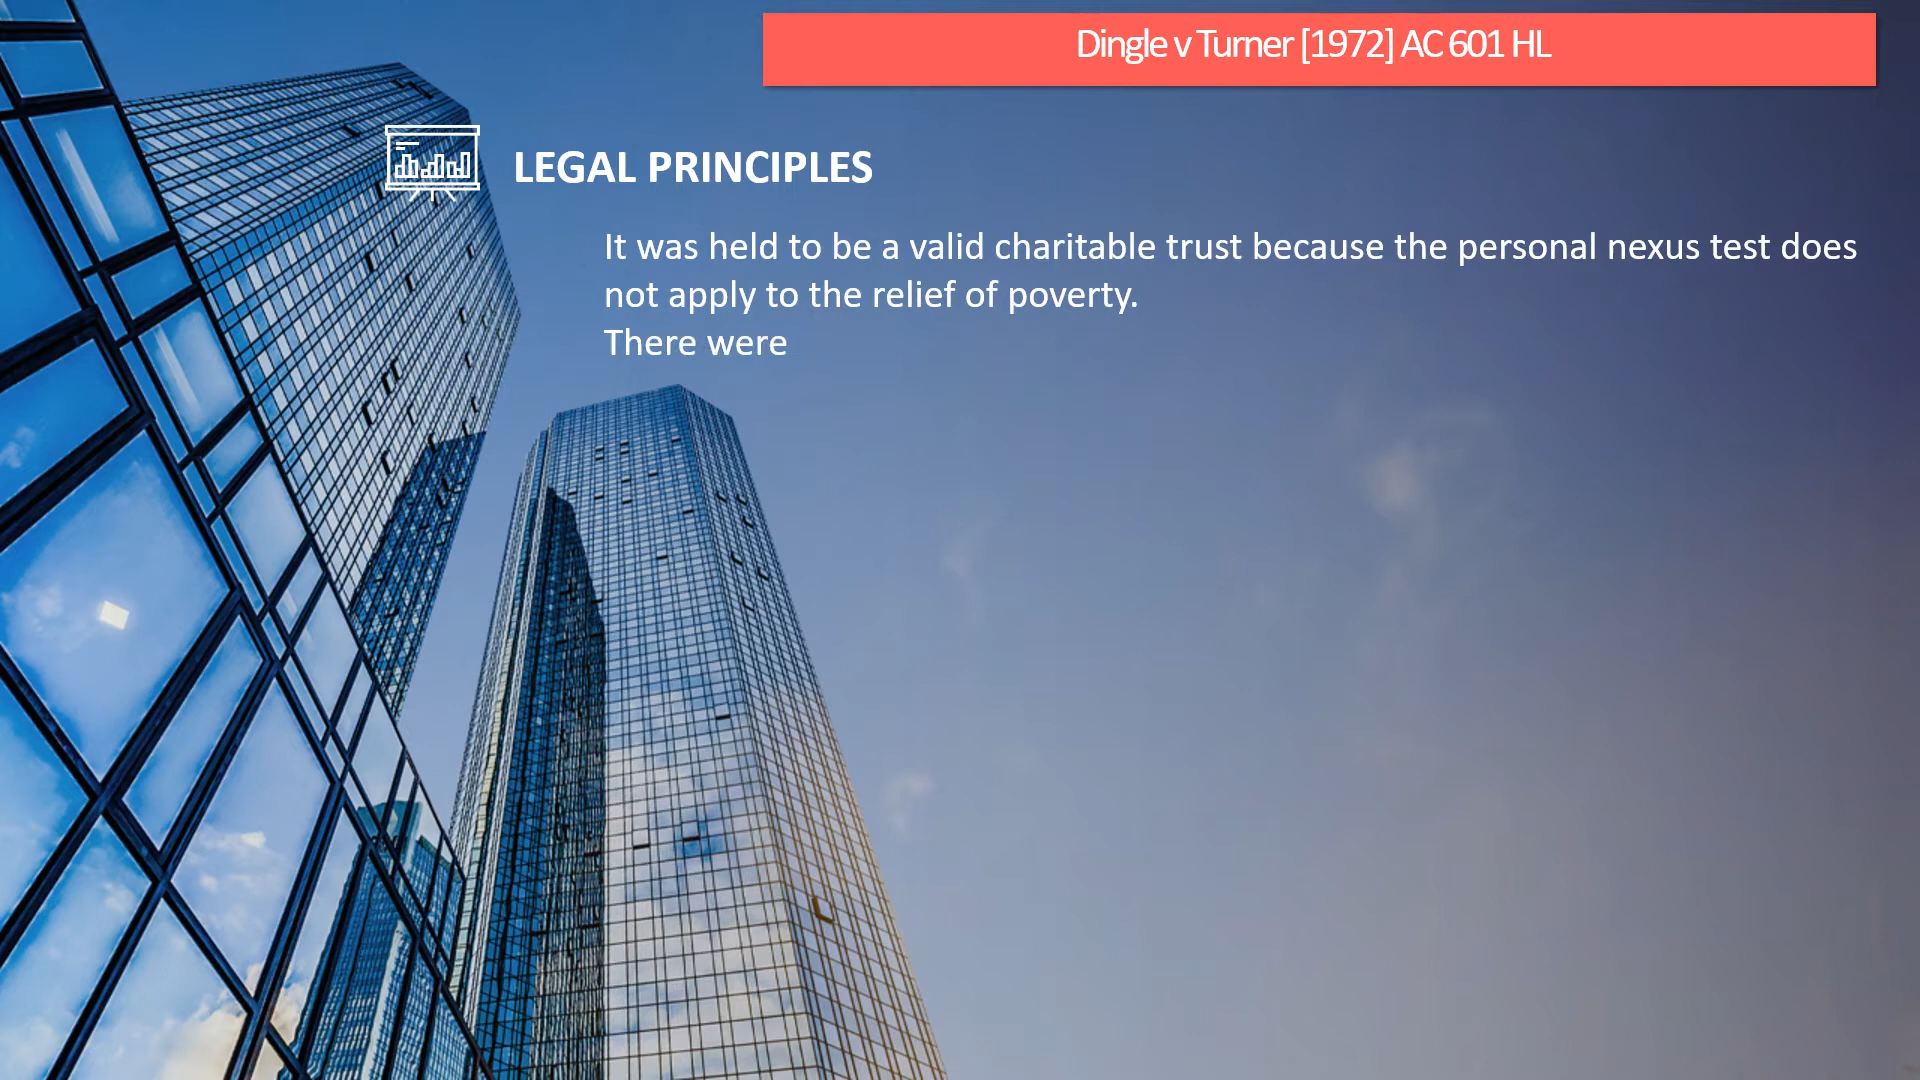 Dingle v Turner [1972] AC 601 HL
LEGAL PRINCIPLES
It was held to be a valid charitable trust because the personal nexus test does
not apply to the relief of poverty.
There were